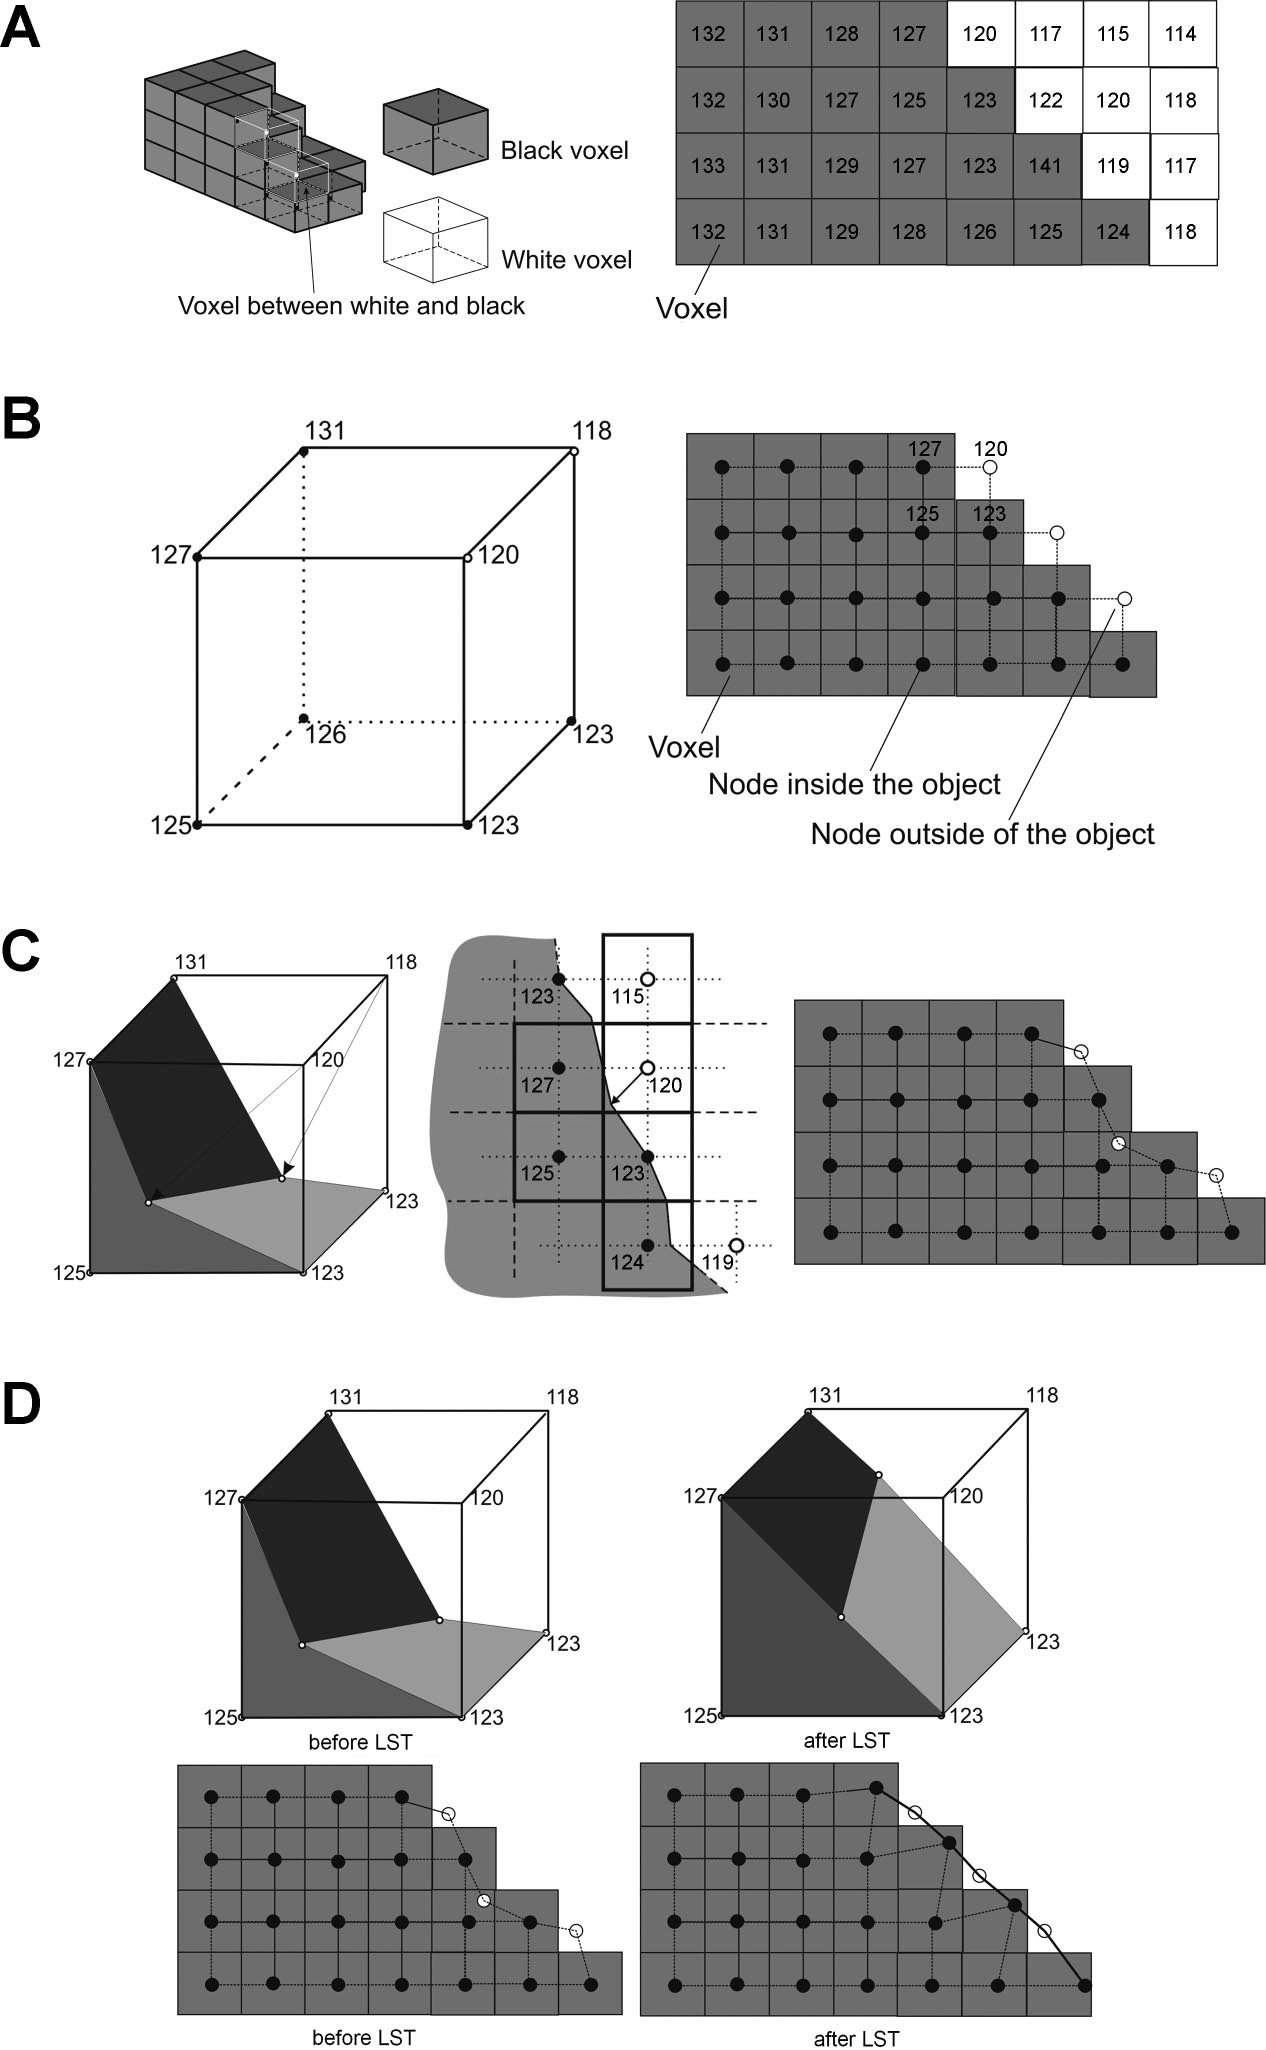 A
132 131 128 127 120 117 115 114
132 130 127 125 123 122 120 118
133 131 129 127 123 141 119 117
132 131 129 128 126 125 124 118
Black voxel
White voxel
Voxel between white and black
Voxel
B
131 118
127 120
126 123
125 123
127 120
125 123
Voxel
Node inside the object
Node outside of the object
C
131 118
127 120
123
125 123
123 115
127 120
125 123
124 119
D
131 118
127 120
123
125 123
before LST
131 118
127 120
123
125 123
after LST
before LST
after LST